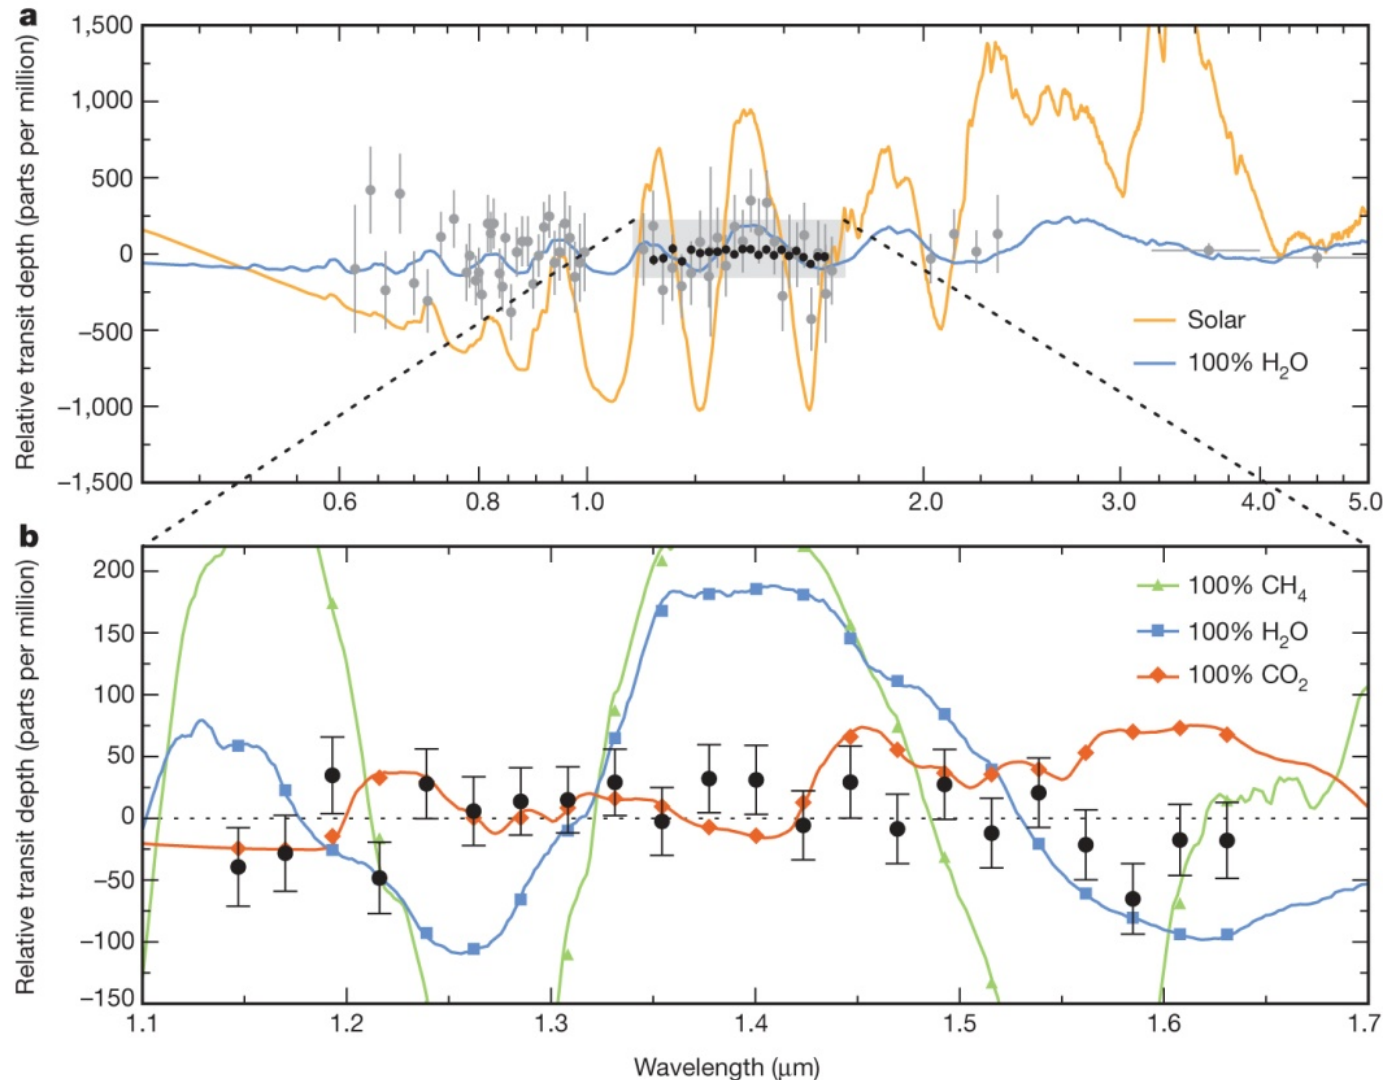 a
Relative transit depth (parts per million)
1,500
1,000
500
0
−500
−1,000
−1,500
Solar
100% H₂O
0.6 0.8 1.0 2.0 3.0 4.0 5.0
b
Relative transit depth (parts per million)
200
150
100
50
0
−50
−100
−150
100% CH₄
100% H₂O
100% CO₂
1.1 1.2 1.3 1.4 1.5 1.6 1.7
Wavelength (μm)